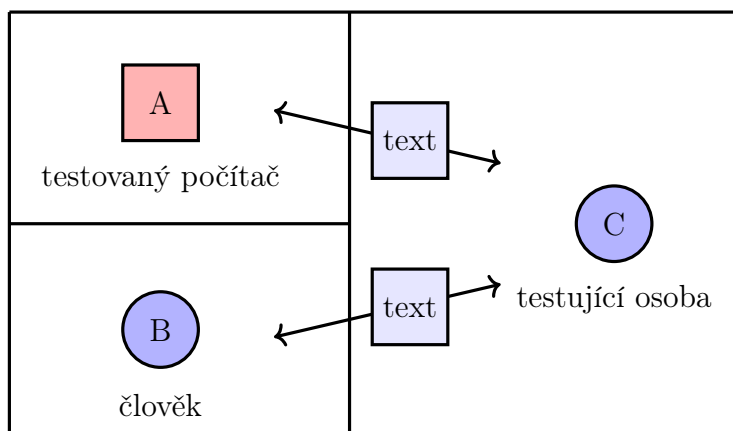 A
testovaný počítač
text
C
testující osoba
text
B
člověk